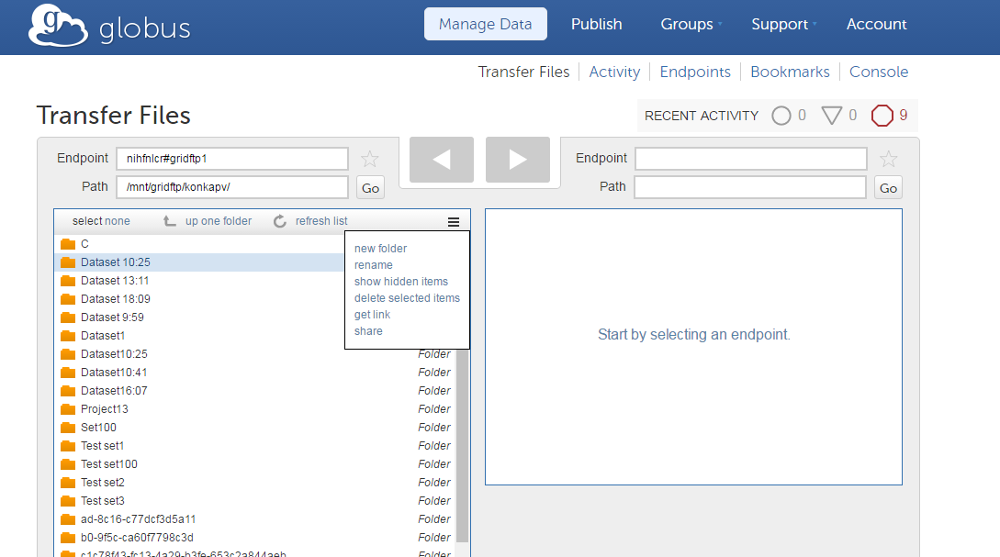 globus
Manage Data Publish Groups Support Account
Transfer Files Activity Endpoints Bookmarks Console
Transfer Files
RECENT ACTIVITY 0 0 9
Endpoint nihfnlcr#gridftp1
Path /mnt/gridftp/konkapv/ Go
Endpoint
Path Go
select none up one folder refresh list
new folder
rename
show hidden items
delete selected items
get link
share
C
Dataset 10:25
Dataset 13:11
Dataset 18:09
Dataset 9:59
Dataset1
Dataset10:25 Folder
Dataset10:41 Folder
Dataset16:07 Folder
Project13 Folder
Set100 Folder
Test set1 Folder
Test set100 Folder
Test set2 Folder
Test set3 Folder
ad-8c16-c77dcf3d5a11 Folder
b0-9f5c-ca60f7798c3d Folder
c1c78f43-fc13-4a29-b3fe-653c2a844aeb Folder
Start by selecting an endpoint.